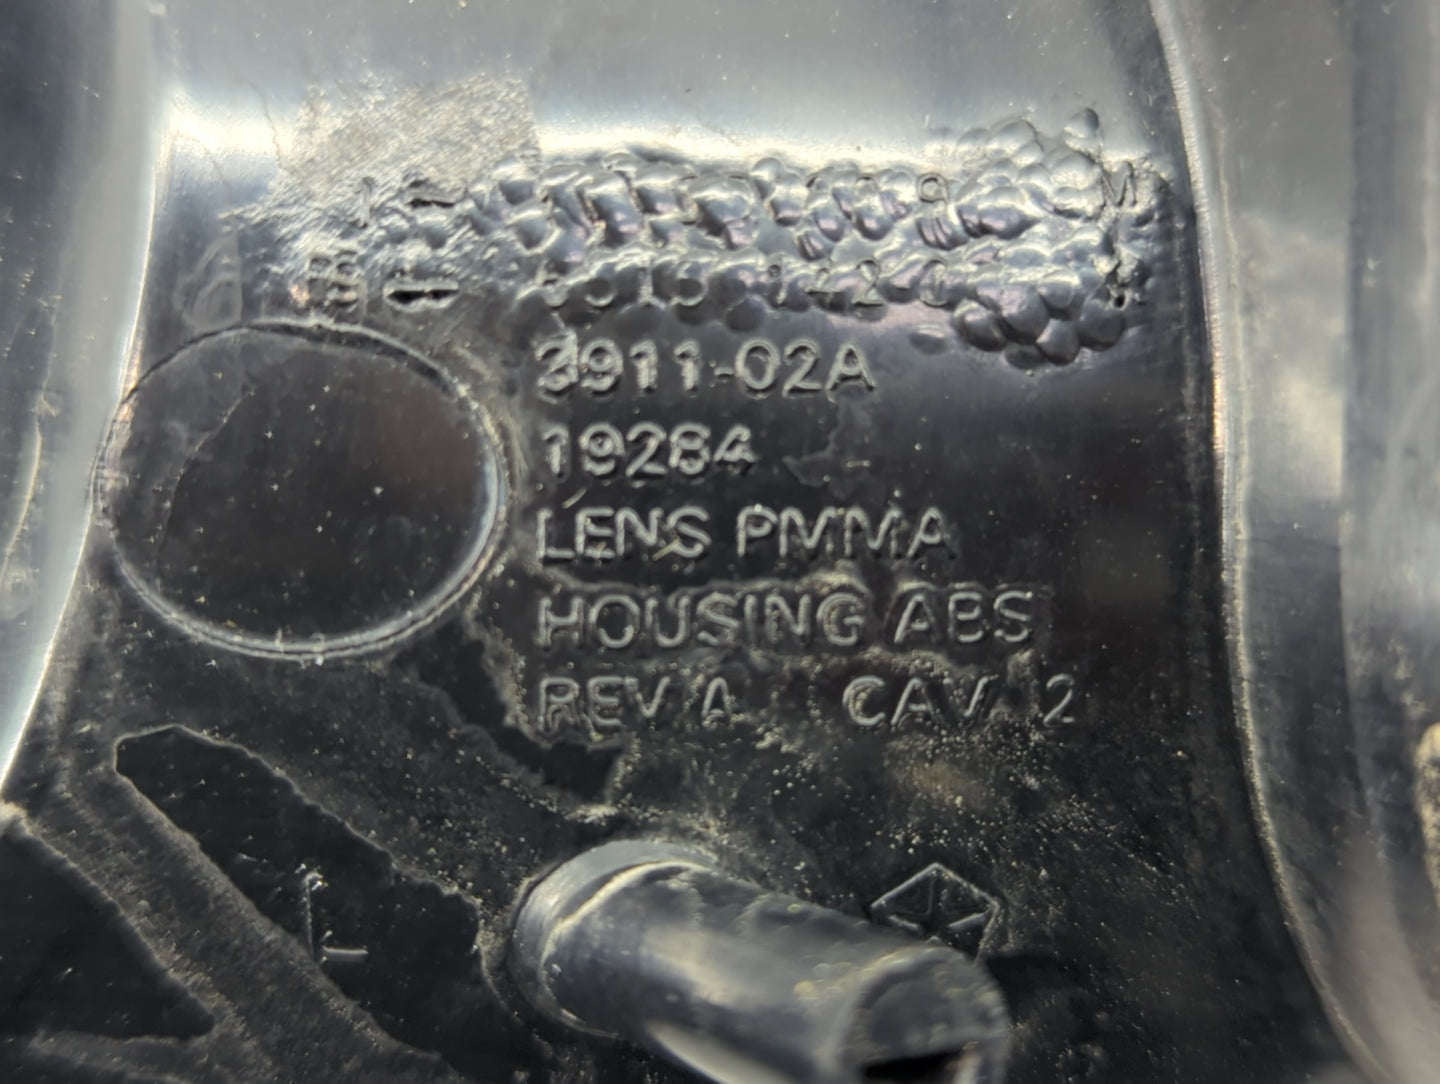 3911-02A
19284
LENS PMMA
HOUSING ABS
REV A CAV 2
L